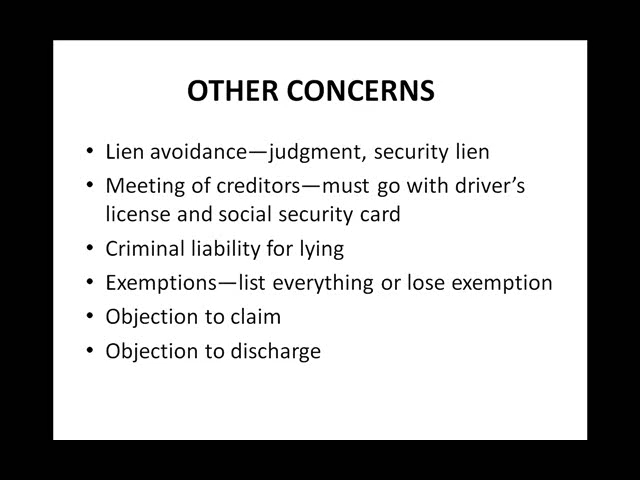 OTHER CONCERNS
• Lien avoidance—judgment, security lien
• Meeting of creditors—must go with driver’s
license and social security card
• Criminal liability for lying
• Exemptions—list everything or lose exemption
• Objection to claim
• Objection to discharge